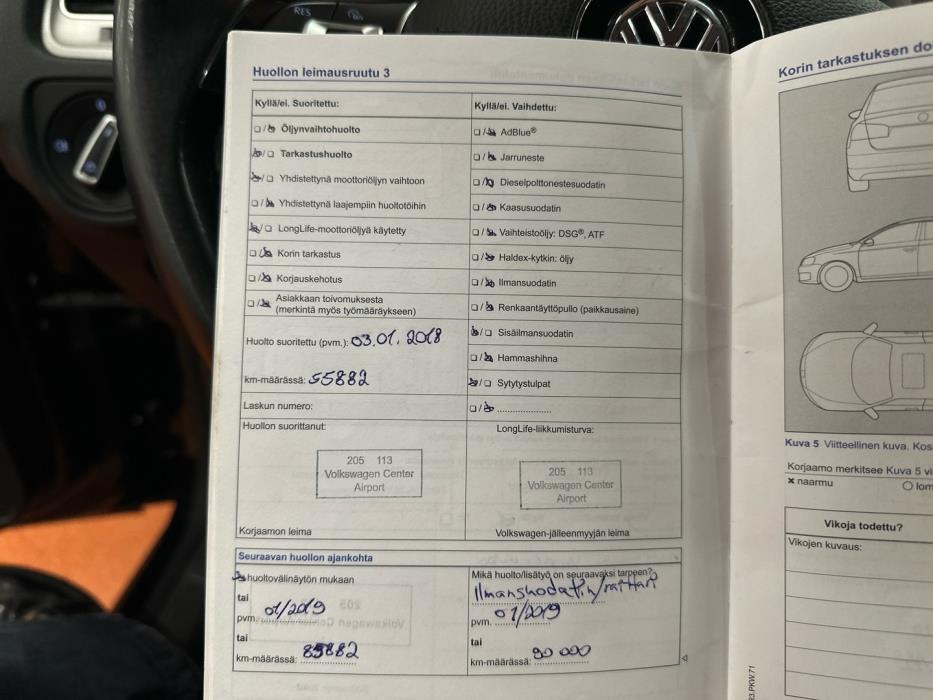 RES
Huollon leimausruutu 3
Kyllä/ei. Suoritettu:
Öljynvaihtohuolto
Tarkastushuolto
Yhdistettynä moottoriöljyn vaihtoon
Yhdistettynä laajempiin huoltotöihin
LongLife-moottoriöljyä käytetty
Korin tarkastus
Korjauskehotus
Asiakkaan toivomuksesta
(merkintä myös työmääräykseen)
Huolto suoritettu (pvm.): 03.01.2018
km-määrässä: 55882
Laskun numero:
Huollon suorittanut:
205 113
Volkswagen Center
Airport
Korjaamon leima
Kyllä/ei. Vaihdettu:
AdBlue®
Jarruneste
Dieselpolttonestesuodatin
Kaasusuodatin
Vaihteistoöljy: DSG®, ATF
Haldex-kytkin: öljy
Ilmansuodatin
Renkaantäyttöpullo (paikkausaine)
Sisäilmansuodatin
Hammashihna
Sytytystulpat
LongLife-liikkumisturva:
205 113
Volkswagen Center
Airport
Volkswagen-jälleenmyyjän leima
Seuraavan huollon ajankohta
huoltovälinäytön mukaan
tai
pvm. 01/2019
tai
km-määrässä: 85882
Mikä huolto/lisätyö on seuraavaksi tarpeen?
pvm. 01/2019
tai
km-määrässä: 90 000
Korin tarkastuksen do
Kuva 5 Viitteellinen kuva. Kos
Korjaamo merkitsee Kuva 5 vi
× naarmu
Vikoja todettu?
Vikojen kuvaus:
3.PKW.71